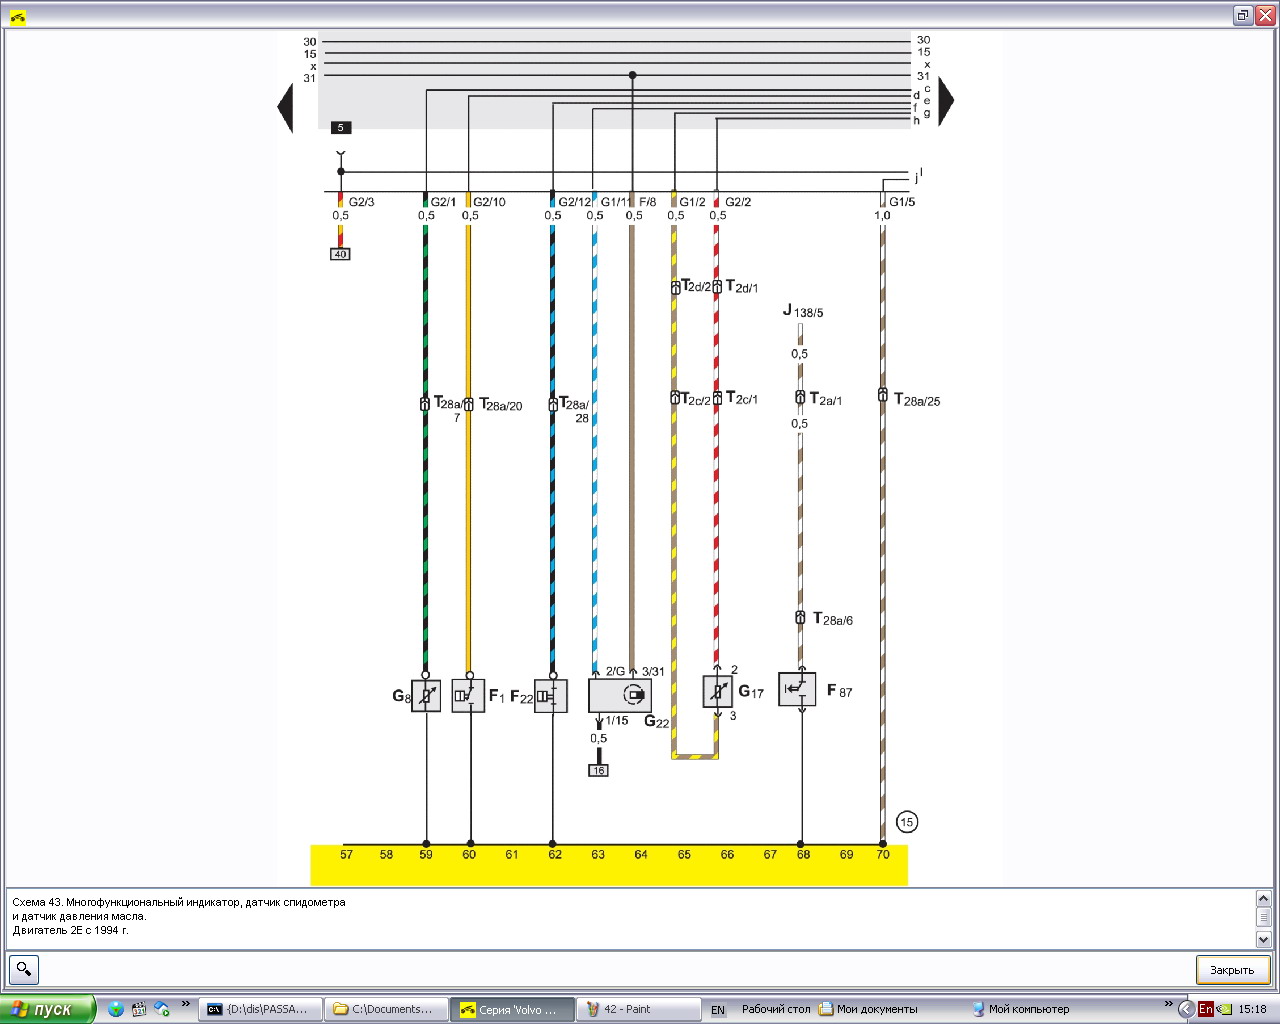 30 30
15 15
x x
31 31
c
d
e
f
g
h
5
l
j
G2/3 G2/1 G2/10 G2/12 G1/11 F/8 G1/2 G2/2 G1/5
0,5 0,5 0,5 0,5 0,5 0,5 0,5 0,5 1,0
40
T2d/2 T2d/1
J138/5
0,5
T28a/7 T28a/20 T28a/28 T2c/2 T2c/1 T2a/1 T28a/25
0,5
T28a/6
2/G 3/31 2
G8 F1 F22 G17 F87
1/15 G22 3
0,5
16
15
57 58 59 60 61 62 63 64 65 66 67 68 69 70
Схема 43. Многофункциональный индикатор, датчик спидометра
и датчик давления масла.
Двигатель 2E с 1994 г.
Закрыть
пуск » {D:\dis\PASSA... C:\Documents... Серия 'Volvo ... 42 - Paint EN Рабочий стол Мои документы Мой компьютер » En 15:18